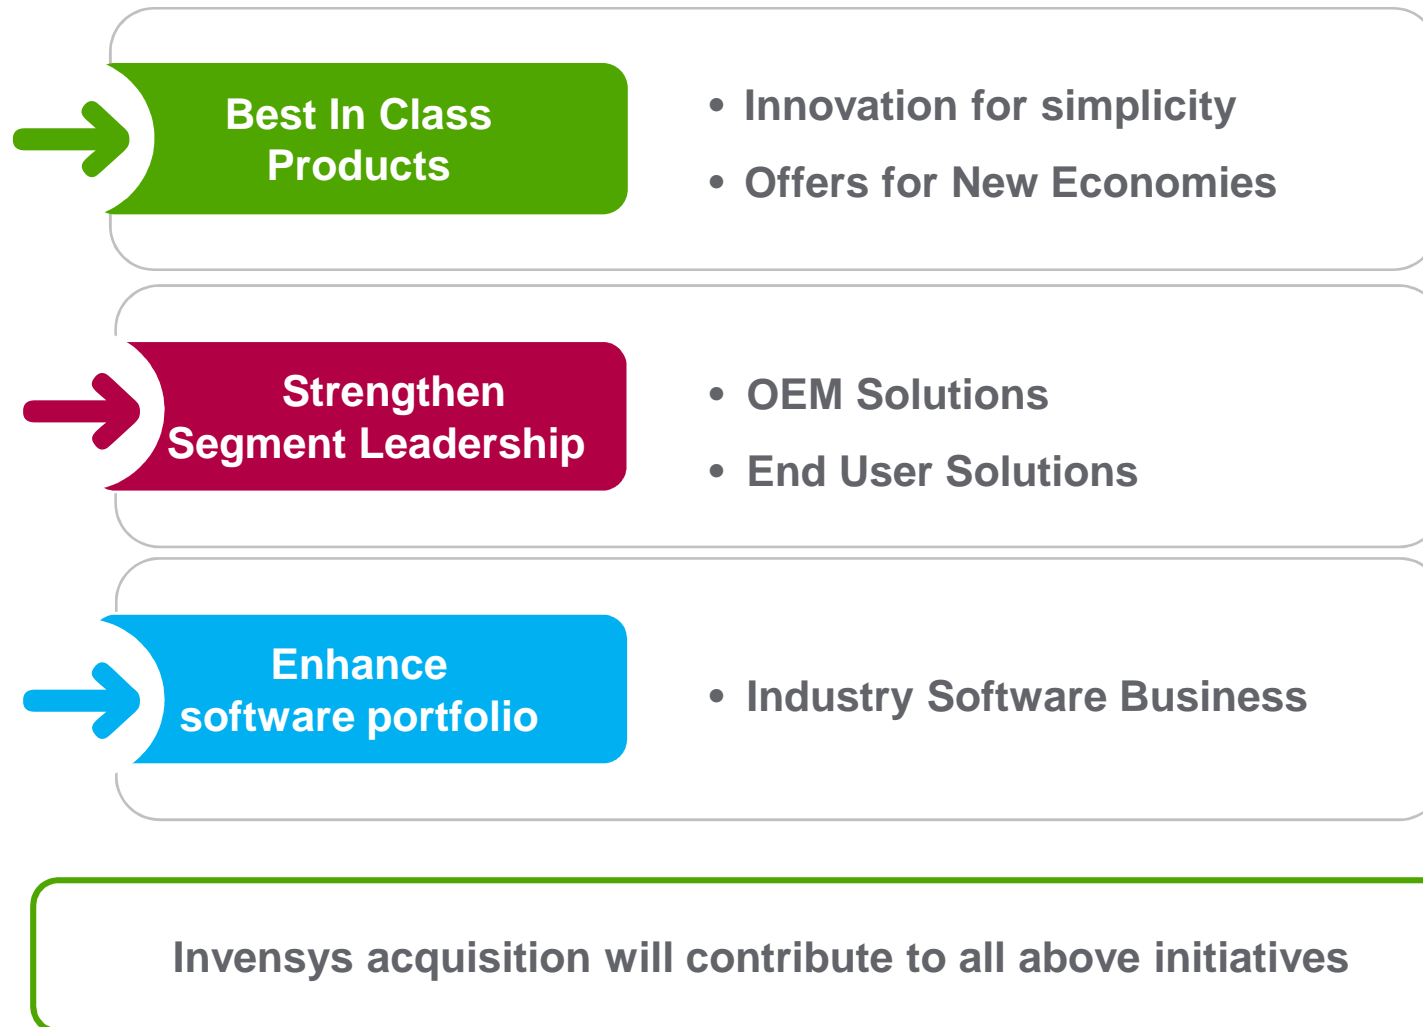 Best In Class
Products
• Innovation for simplicity
• Offers for New Economies
Strengthen
Segment Leadership
• OEM Solutions
• End User Solutions
Enhance
software portfolio
• Industry Software Business
Invensys acquisition will contribute to all above initiatives